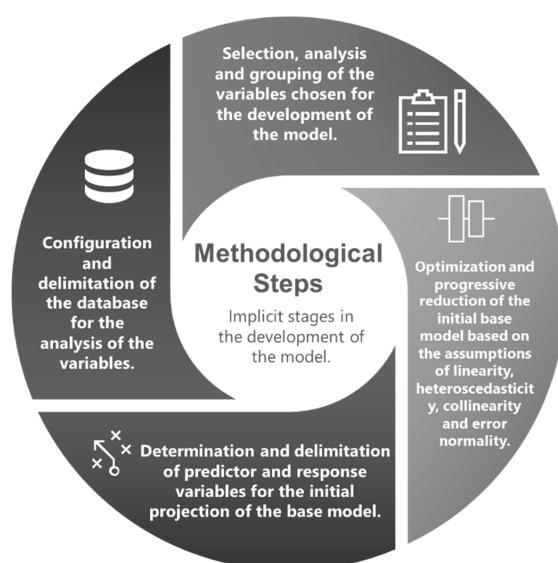 Selection, analysis
and grouping of the
variables chosen for
the development of
the model.
Configuration
and
delimitation of
the database
for the
analysis of the
variables.
Methodological
Steps
Implicit stages in
the development of
the model.
Optimization and
progressive
reduction of the
initial base
model based on
the assumptions
of linearity,
heteroscedasticit
y, collinearity
and error
normality.
Determination and delimitation
of predictor and response
variables for the initial
projection of the base model.